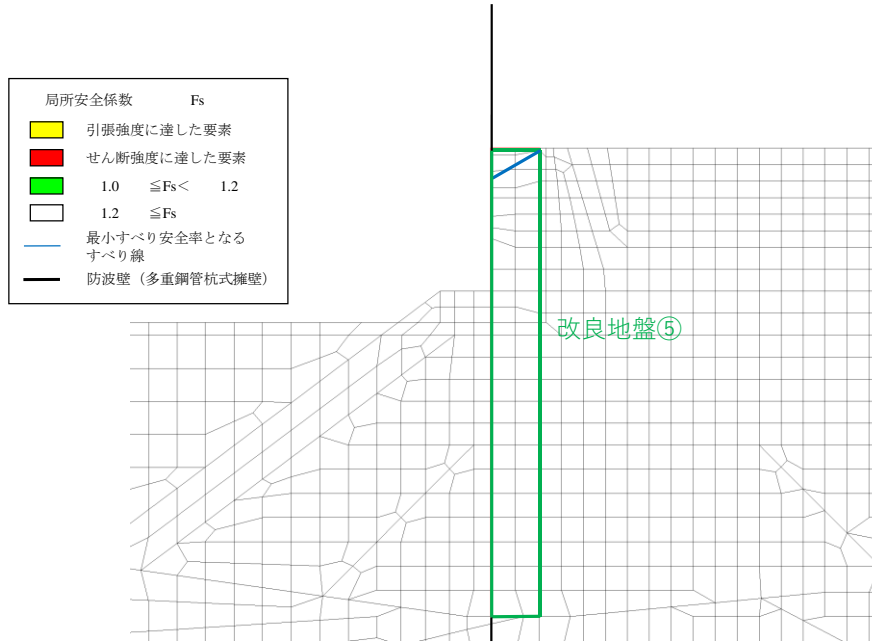 局所安全係数 Fs
引張強度に達した要素
せん断強度に達した要素
1.0 ≦Fs< 1.2
1.2 ≦Fs
最小すべり安全率となる
すべり線
防波壁（多重鋼管杭式擁壁）
改良地盤⑤